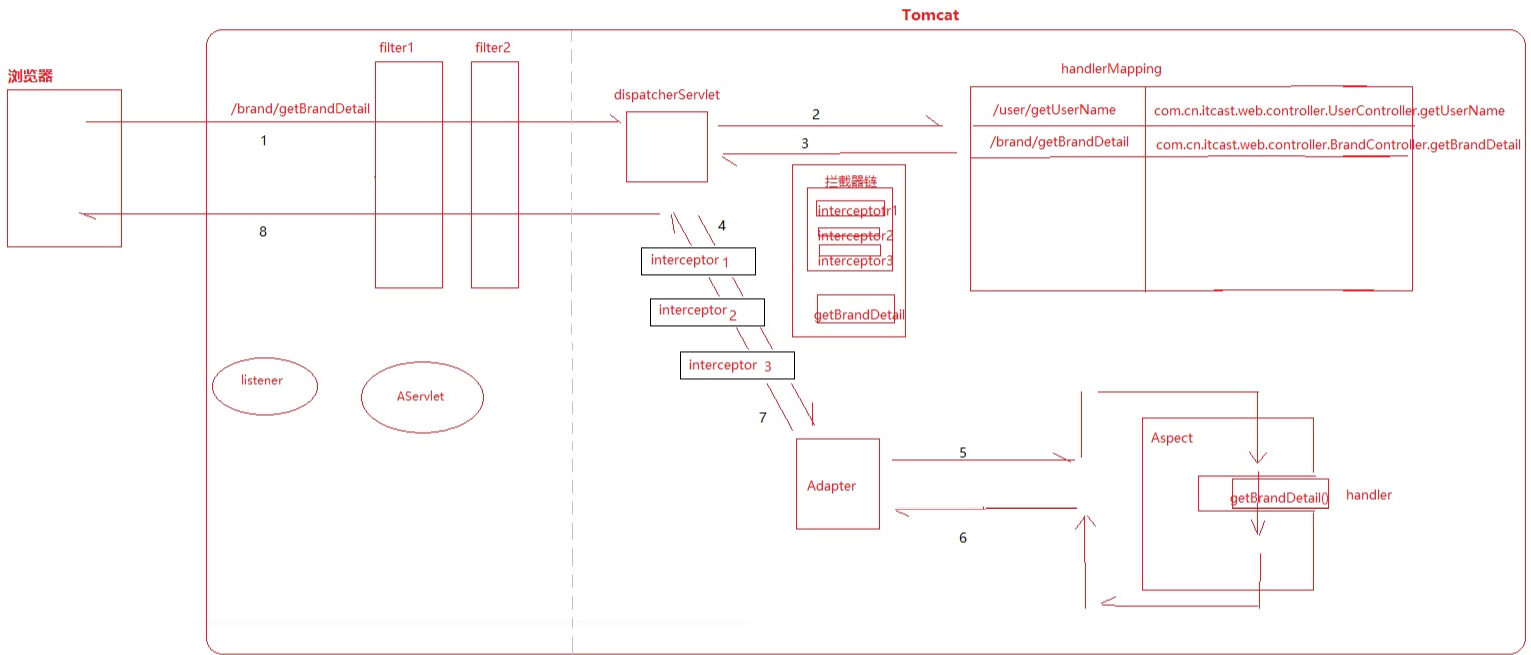 Tomcat
浏览器
filter1
filter2
/brand/getBrandDetail
1
8
dispatcherServlet
2
3
handlerMapping
/user/getUserName
com.cn.itcast.web.controller.UserController.getUserName
/brand/getBrandDetail
com.cn.itcast.web.controller.BrandController.getBrandDetail
拦截器链
interceptotr1
interceptor2
interceptor3
getBrandDetail
4
interceptor 1
interceptor 2
interceptor 3
7
listener
AServlet
Adapter
5
6
Aspect
getBrandDetail()
handler